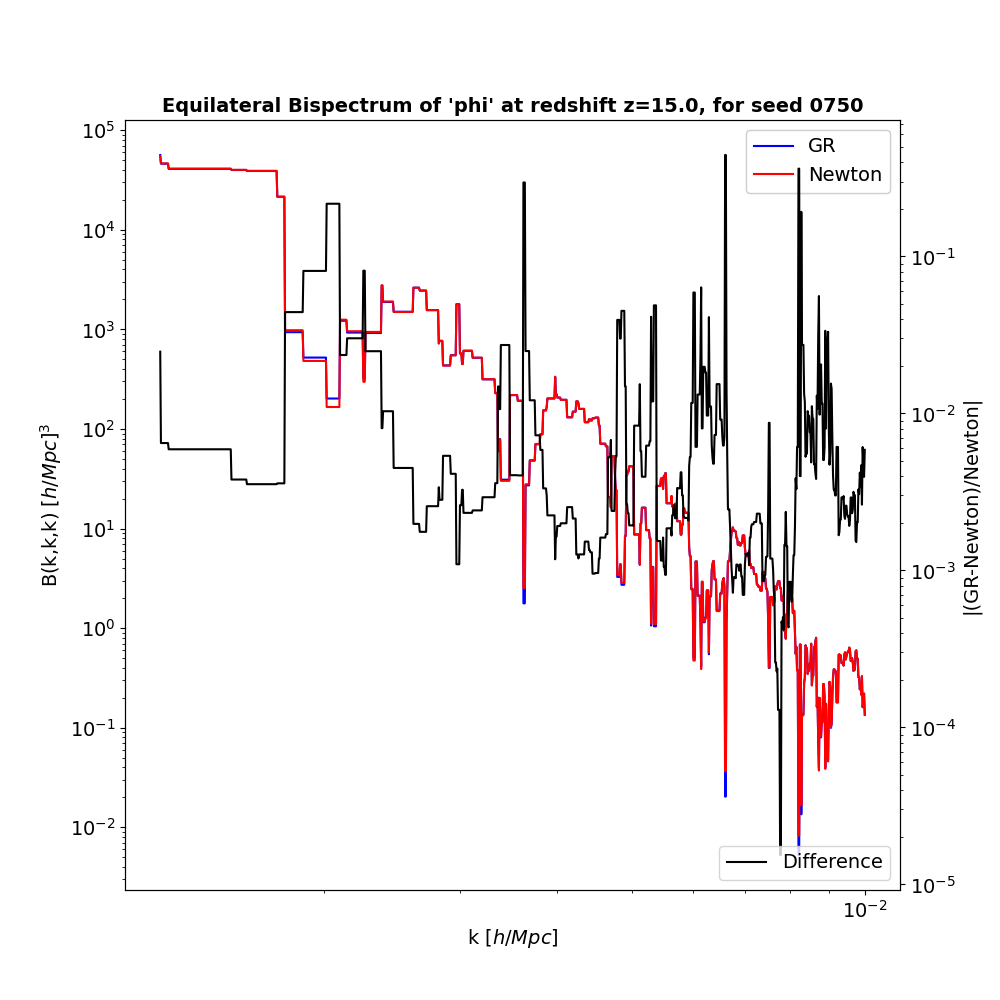 Equilateral Bispectrum of 'phi' at redshift z=15.0, for seed 0750
GR
Newton
10^5
10^4
10^3
10^2
10^1
10^0
10^{-1}
10^{-2}
B(k,k,k) [h/Mpc]^3
10^{-1}
10^{-2}
10^{-3}
10^{-4}
10^{-5}
|(GR-Newton)/Newton|
Difference
10^{-2}
k [h/Mpc]